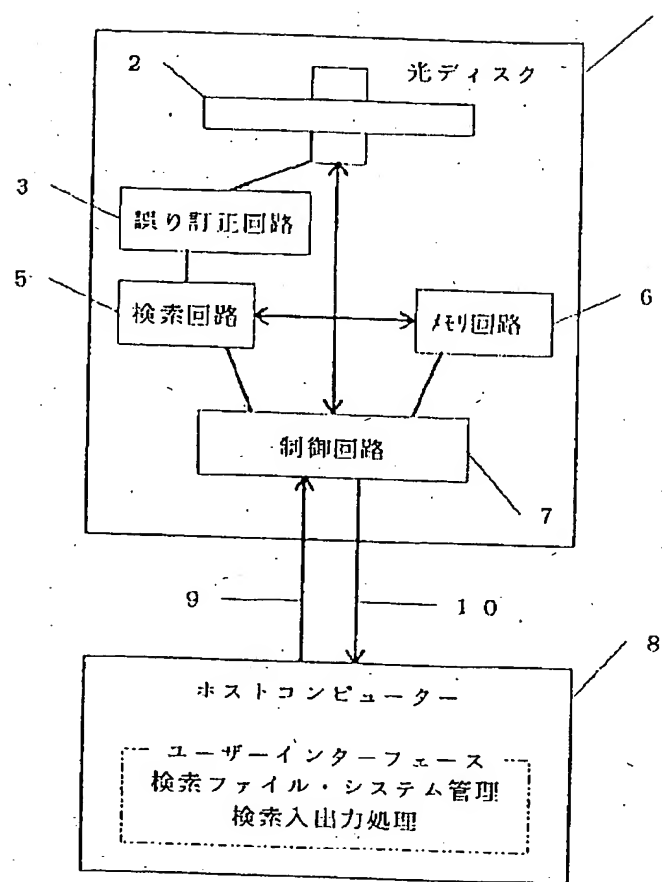 光ディスク
2
3
誤り訂正回路
5
検索回路
メモリ回路
6
制御回路
7
9
10
8
ホストコンピューター
ユーザーインターフェース
検索ファイル・システム管理
検索入出力処理